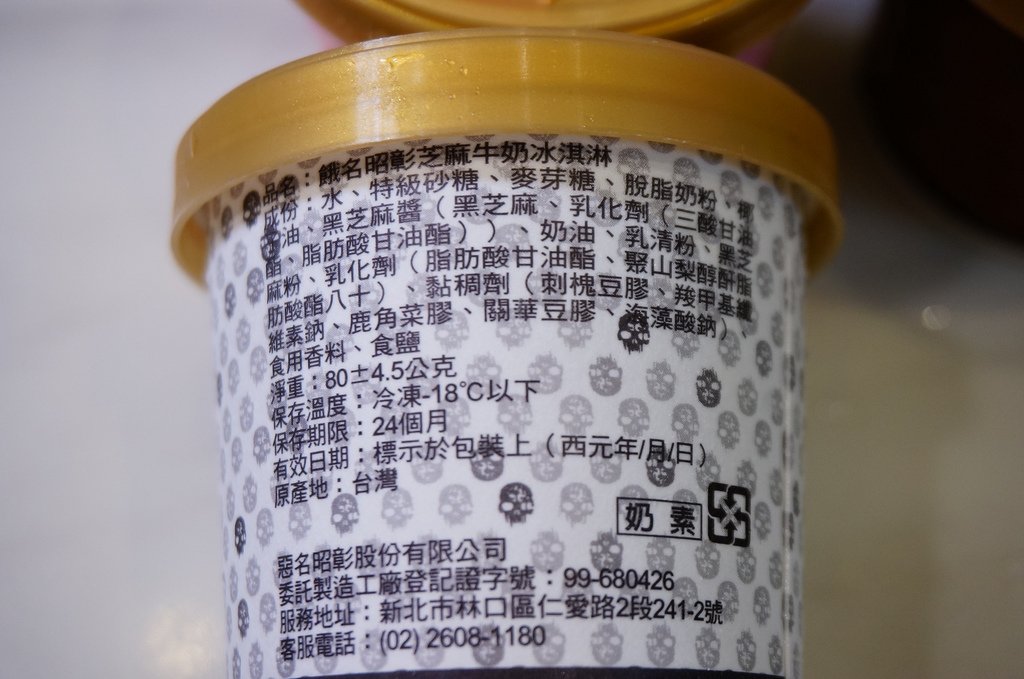 品名：餓名昭彰芝麻牛奶冰淇淋
成份：水、特級砂糖、麥芽糖、脫脂奶粉、椰
子油、黑芝麻醬（黑芝麻、乳化劑（三酸甘油
酯、脂肪酸甘油酯））、奶油、乳清粉、黑芝
麻粉、乳化劑（脂肪酸甘油酯、聚山梨醇酐脂
肪酸酯八十）、黏稠劑（刺槐豆膠、羧甲基纖
維素鈉、鹿角菜膠、關華豆膠、海藻酸鈉）
食用香料、食鹽
淨重：80±4.5公克
保存溫度：冷凍-18℃以下
保存期限：24個月
有效日期：標示於包裝上（西元年/月/日）
原產地：台灣
奶 素
惡名昭彰股份有限公司
委託製造工廠登記證字號：99-680426
服務地址：新北市林口區仁愛路2段241-2號
客服電話：(02) 2608-1180